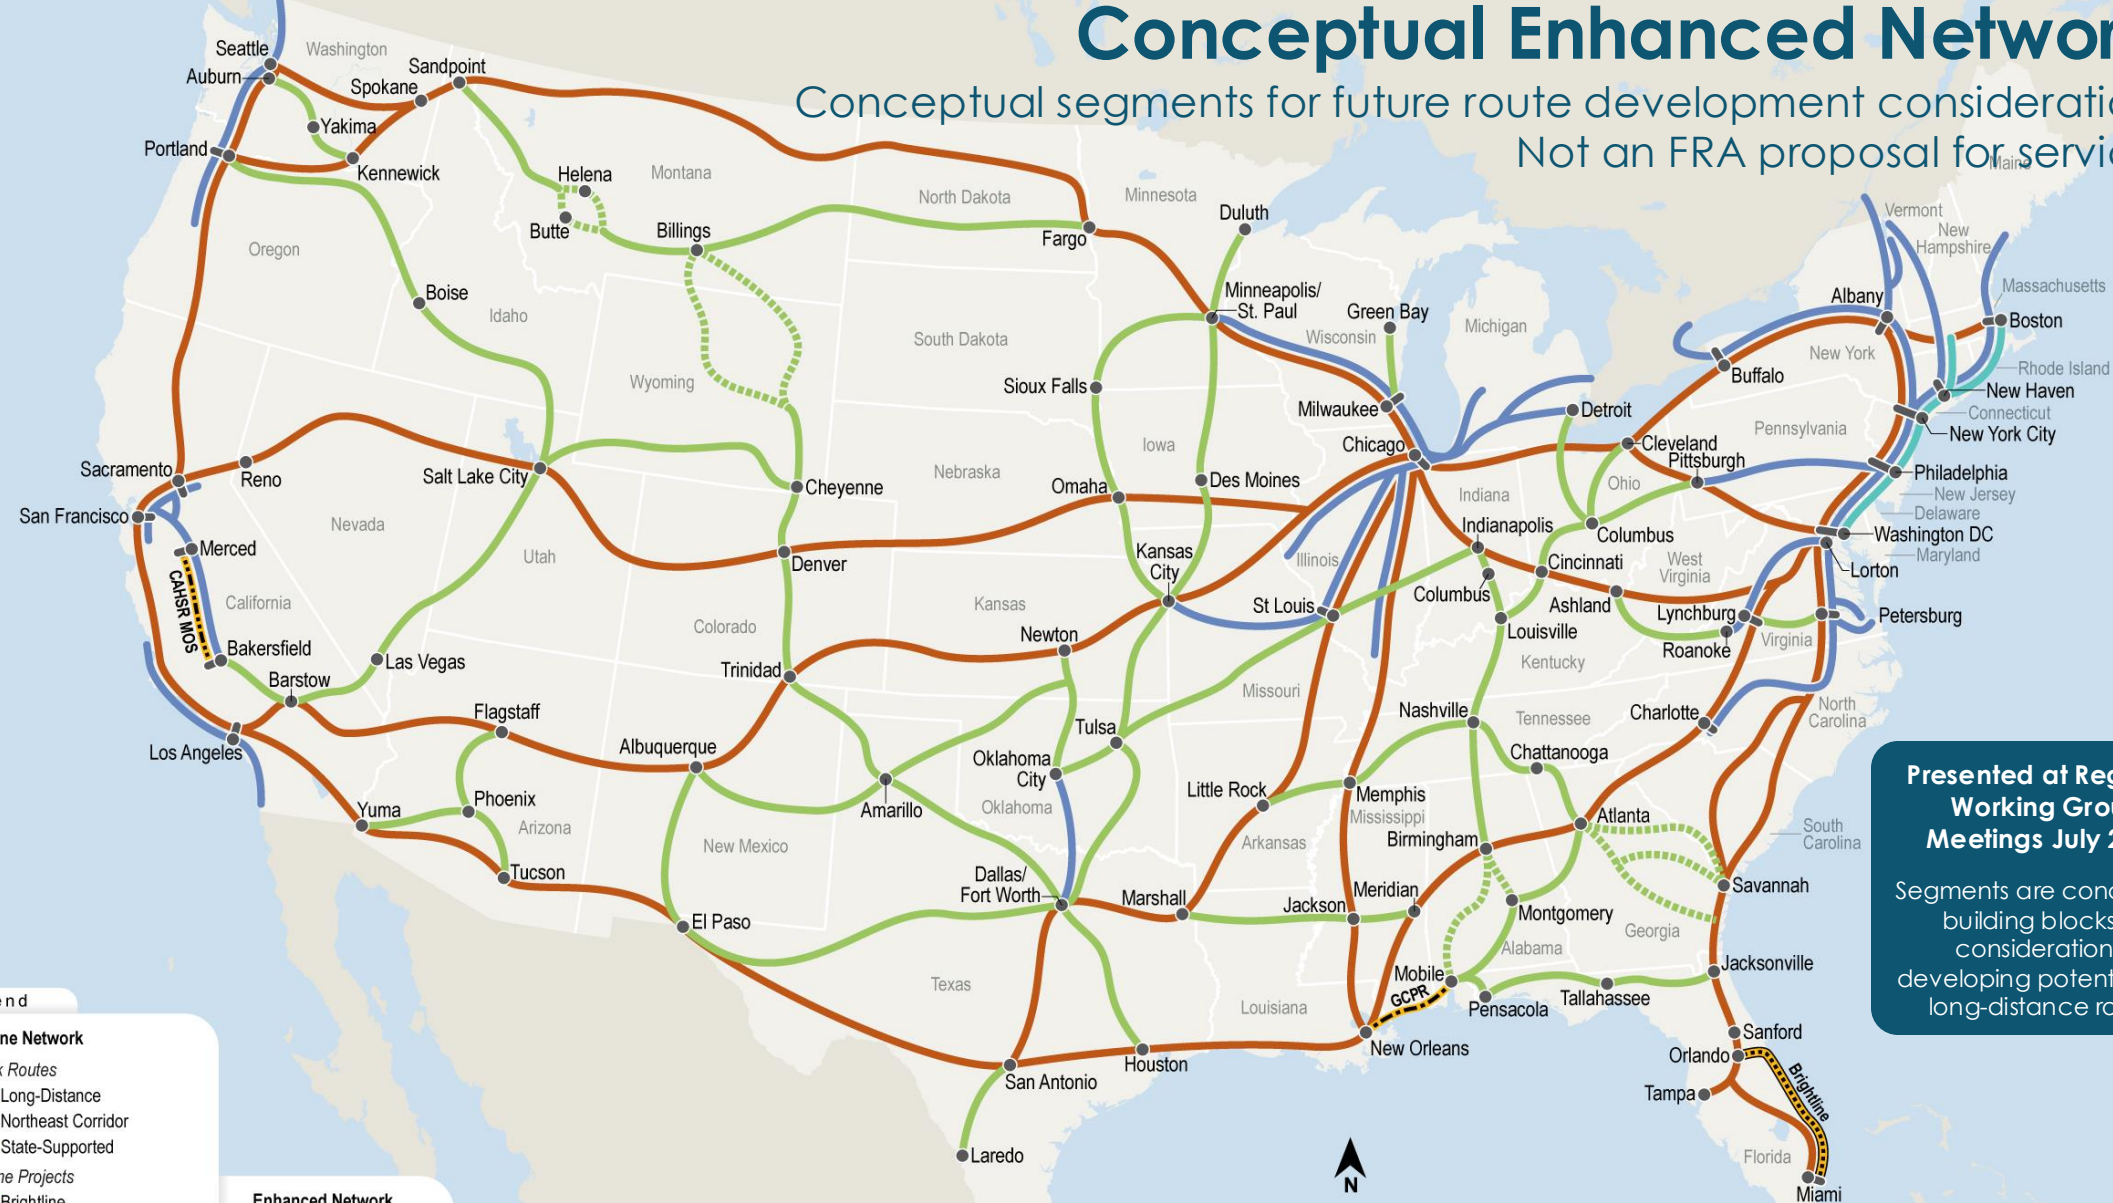 Conceptual Enhanced Networ
Conceptual segments for future route development consideratio
Not an FRA proposal for servic
Seattle
Washington
Auburn
Spokane
Sandpoint
Yakima
Portland
Kennewick
Helena
Montana
Butte
Billings
North Dakota
Fargo
Minnesota
Duluth
Maine
Vermont
New
Hampshire
Oregon
Boise
Idaho
Minneapolis/
St. Paul
Green Bay
Wisconsin
Michigan
Albany
Massachusetts
Boston
South Dakota
New York
Buffalo
Rhode Island
New Haven
Connecticut
New York City
Wyoming
Sioux Falls
Milwaukee
Detroit
Chicago
Iowa
Cleveland
Pittsburgh
Pennsylvania
Philadelphia
New Jersey
Delaware
Washington DC
Maryland
Lorton
Sacramento
Reno
Salt Lake City
Cheyenne
Nebraska
Omaha
Des Moines
Indiana
Ohio
San Francisco
Nevada
Indianapolis
Columbus
Merced
Utah
Denver
Kansas
City
Illinois
Cincinnati
West
Virginia
CAHSR MOS
California
Colorado
Kansas
St Louis
Columbus
Ashland
Lynchburg
Petersburg
Louisville
Newton
Roanoke
Virginia
Bakersfield
Las Vegas
Kentucky
Barstow
Trinidad
Missouri
Flagstaff
Nashville
Tennessee
Charlotte
North
Carolina
Los Angeles
Albuquerque
Tulsa
Oklahoma
City
Chattanooga
Yuma
Phoenix
Arizona
Amarillo
Oklahoma
Little Rock
Memphis
Mississippi
Atlanta
South
Carolina
New Mexico
Arkansas
Birmingham
Tucson
Dallas/
Fort Worth
Marshall
Jackson
Meridian
Savannah
Montgomery
El Paso
Georgia
Alabama
Texas
Louisiana
Mobile
GCPR
Pensacola
Tallahassee
Jacksonville
New Orleans
Sanford
Orlando
Houston
San Antonio
Tampa
Brightline
Laredo
Florida
Miami
N
Presented at Reg
Working Grou
Meetings July 2
Segments are conc
building blocks
consideration
developing potent
long-distance ro
end
ne Network
k Routes
Long-Distance
Northeast Corridor
State-Supported
ne Projects
Brightline
Enhanced Network